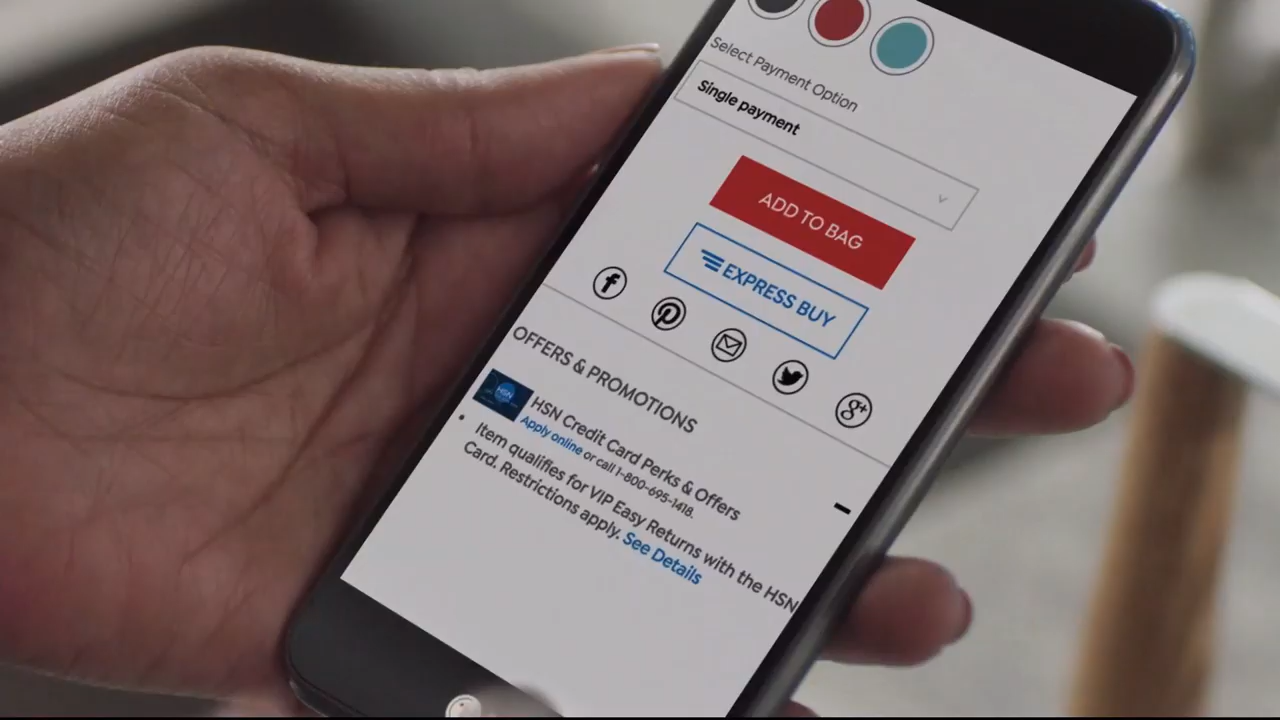 Select Payment Option
Single payment
ADD TO BAG
EXPRESS BUY
OFFERS & PROMOTIONS
HSN
HSN Credit Card Perks & Offers
Apply online or call 1-800-695-1418.
Item qualifies for VIP Easy Returns with the HSN
Card. Restrictions apply. See Details